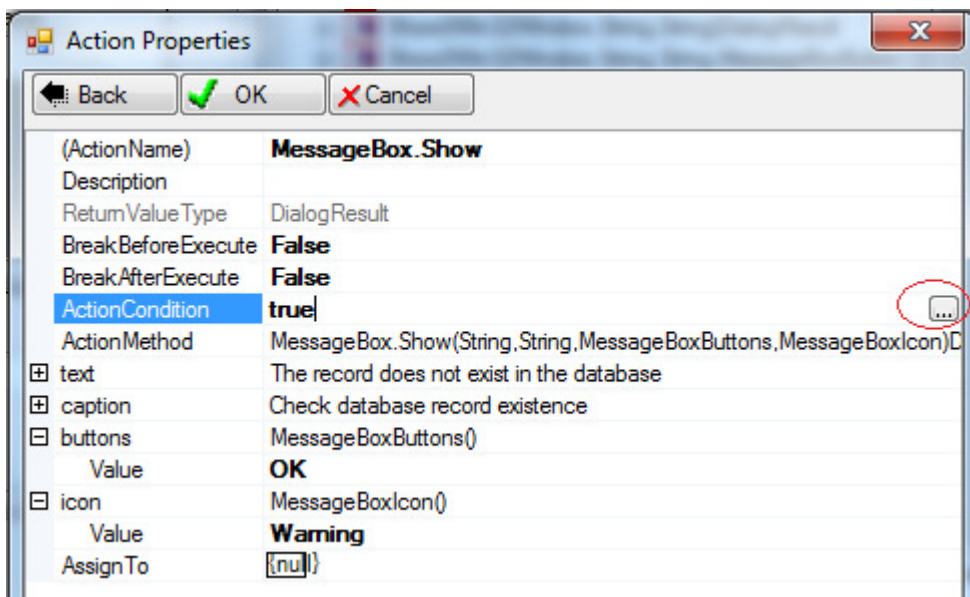 Action Properties
Back OK Cancel
(ActionName) MessageBox.Show
Description
ReturnValueType DialogResult
BreakBeforeExecute False
BreakAfterExecute False
ActionCondition true
...
ActionMethod MessageBox.Show(String,String,MessageBoxButtons,MessageBoxIcon)D
text The record does not exist in the database
caption Check database record existence
buttons MessageBoxButtons()
Value OK
icon MessageBoxIcon()
Value Warning
AssignTo {null}